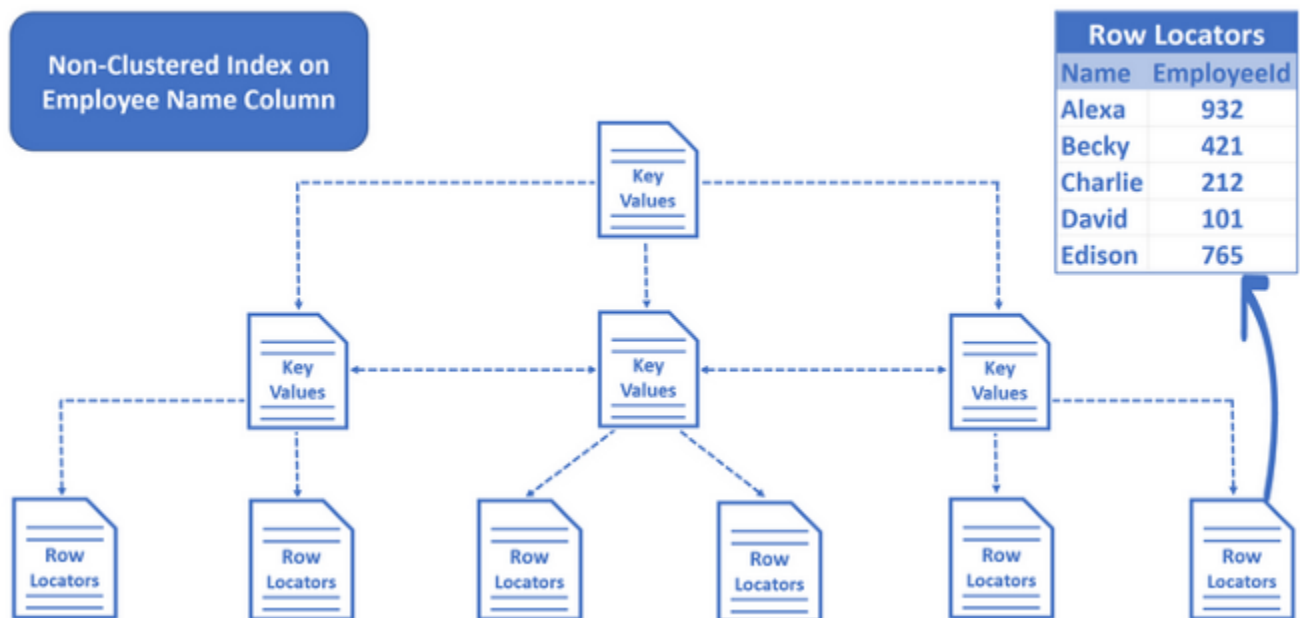 Non-Clustered Index on
Employee Name Column
Row Locators
Name EmployeeId
Alexa 932
Becky 421
Charlie 212
David 101
Edison 765
Key
Values
Key
Values
Key
Values
Key
Values
Row
Locators
Row
Locators
Row
Locators
Row
Locators
Row
Locators
Row
Locators